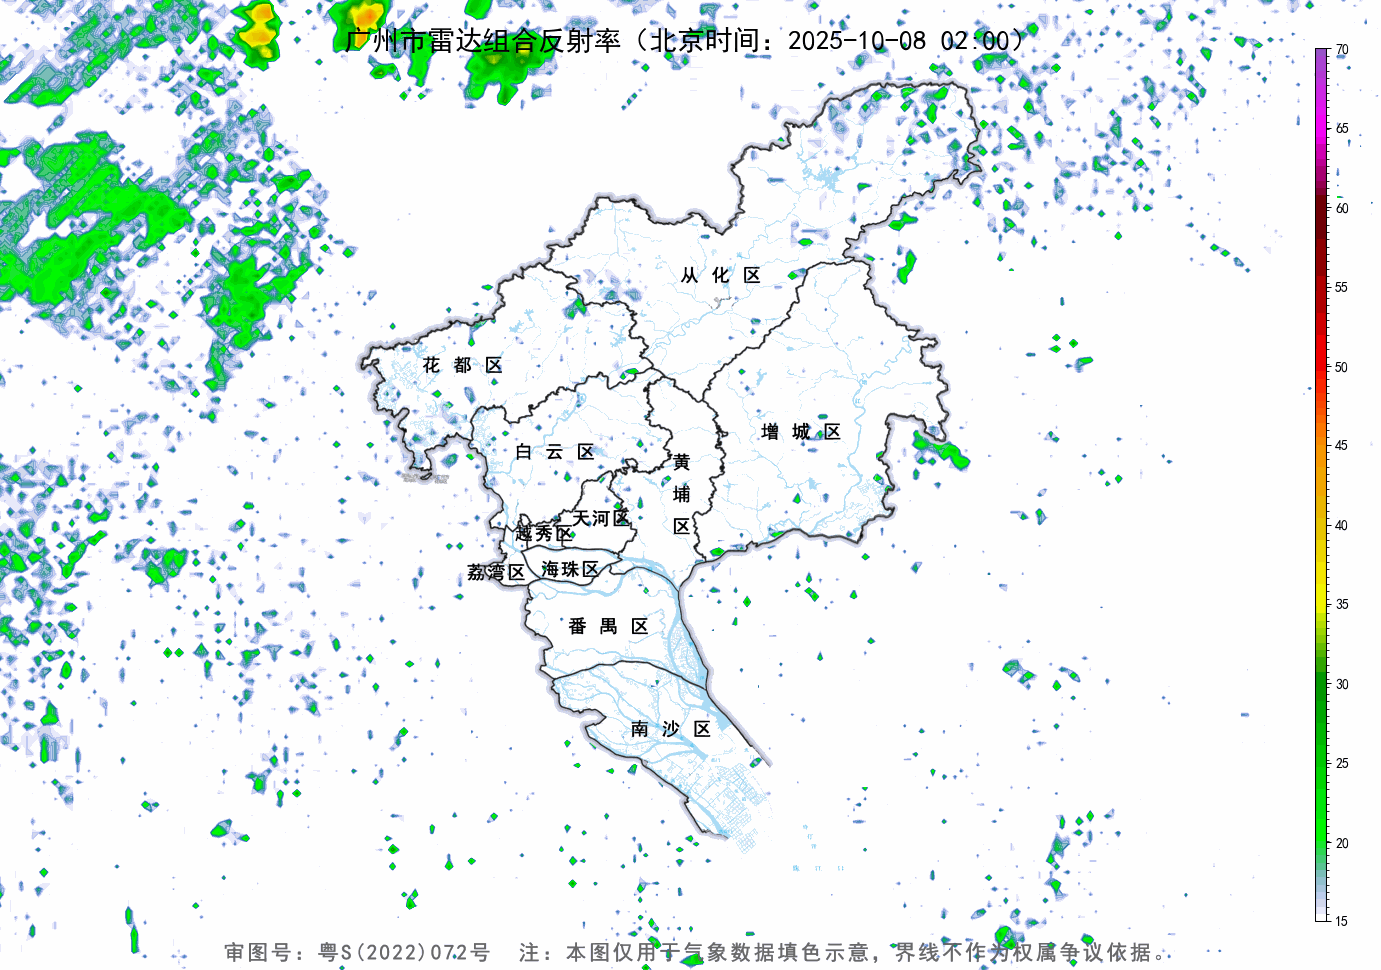 广州市雷达组合反射率（北京时间：2025-10-08 02:00）
70
65
60
55
50
45
40
35
30
25
20
15
从化区
花都区
增城区
白云区
黄埔区
天河区
越秀区
荔湾区
海珠区
番禺区
南沙区
审图号：粤S(2022)072号 注：本图仅用于气象数据填色示意，界线不作为权属争议依据。